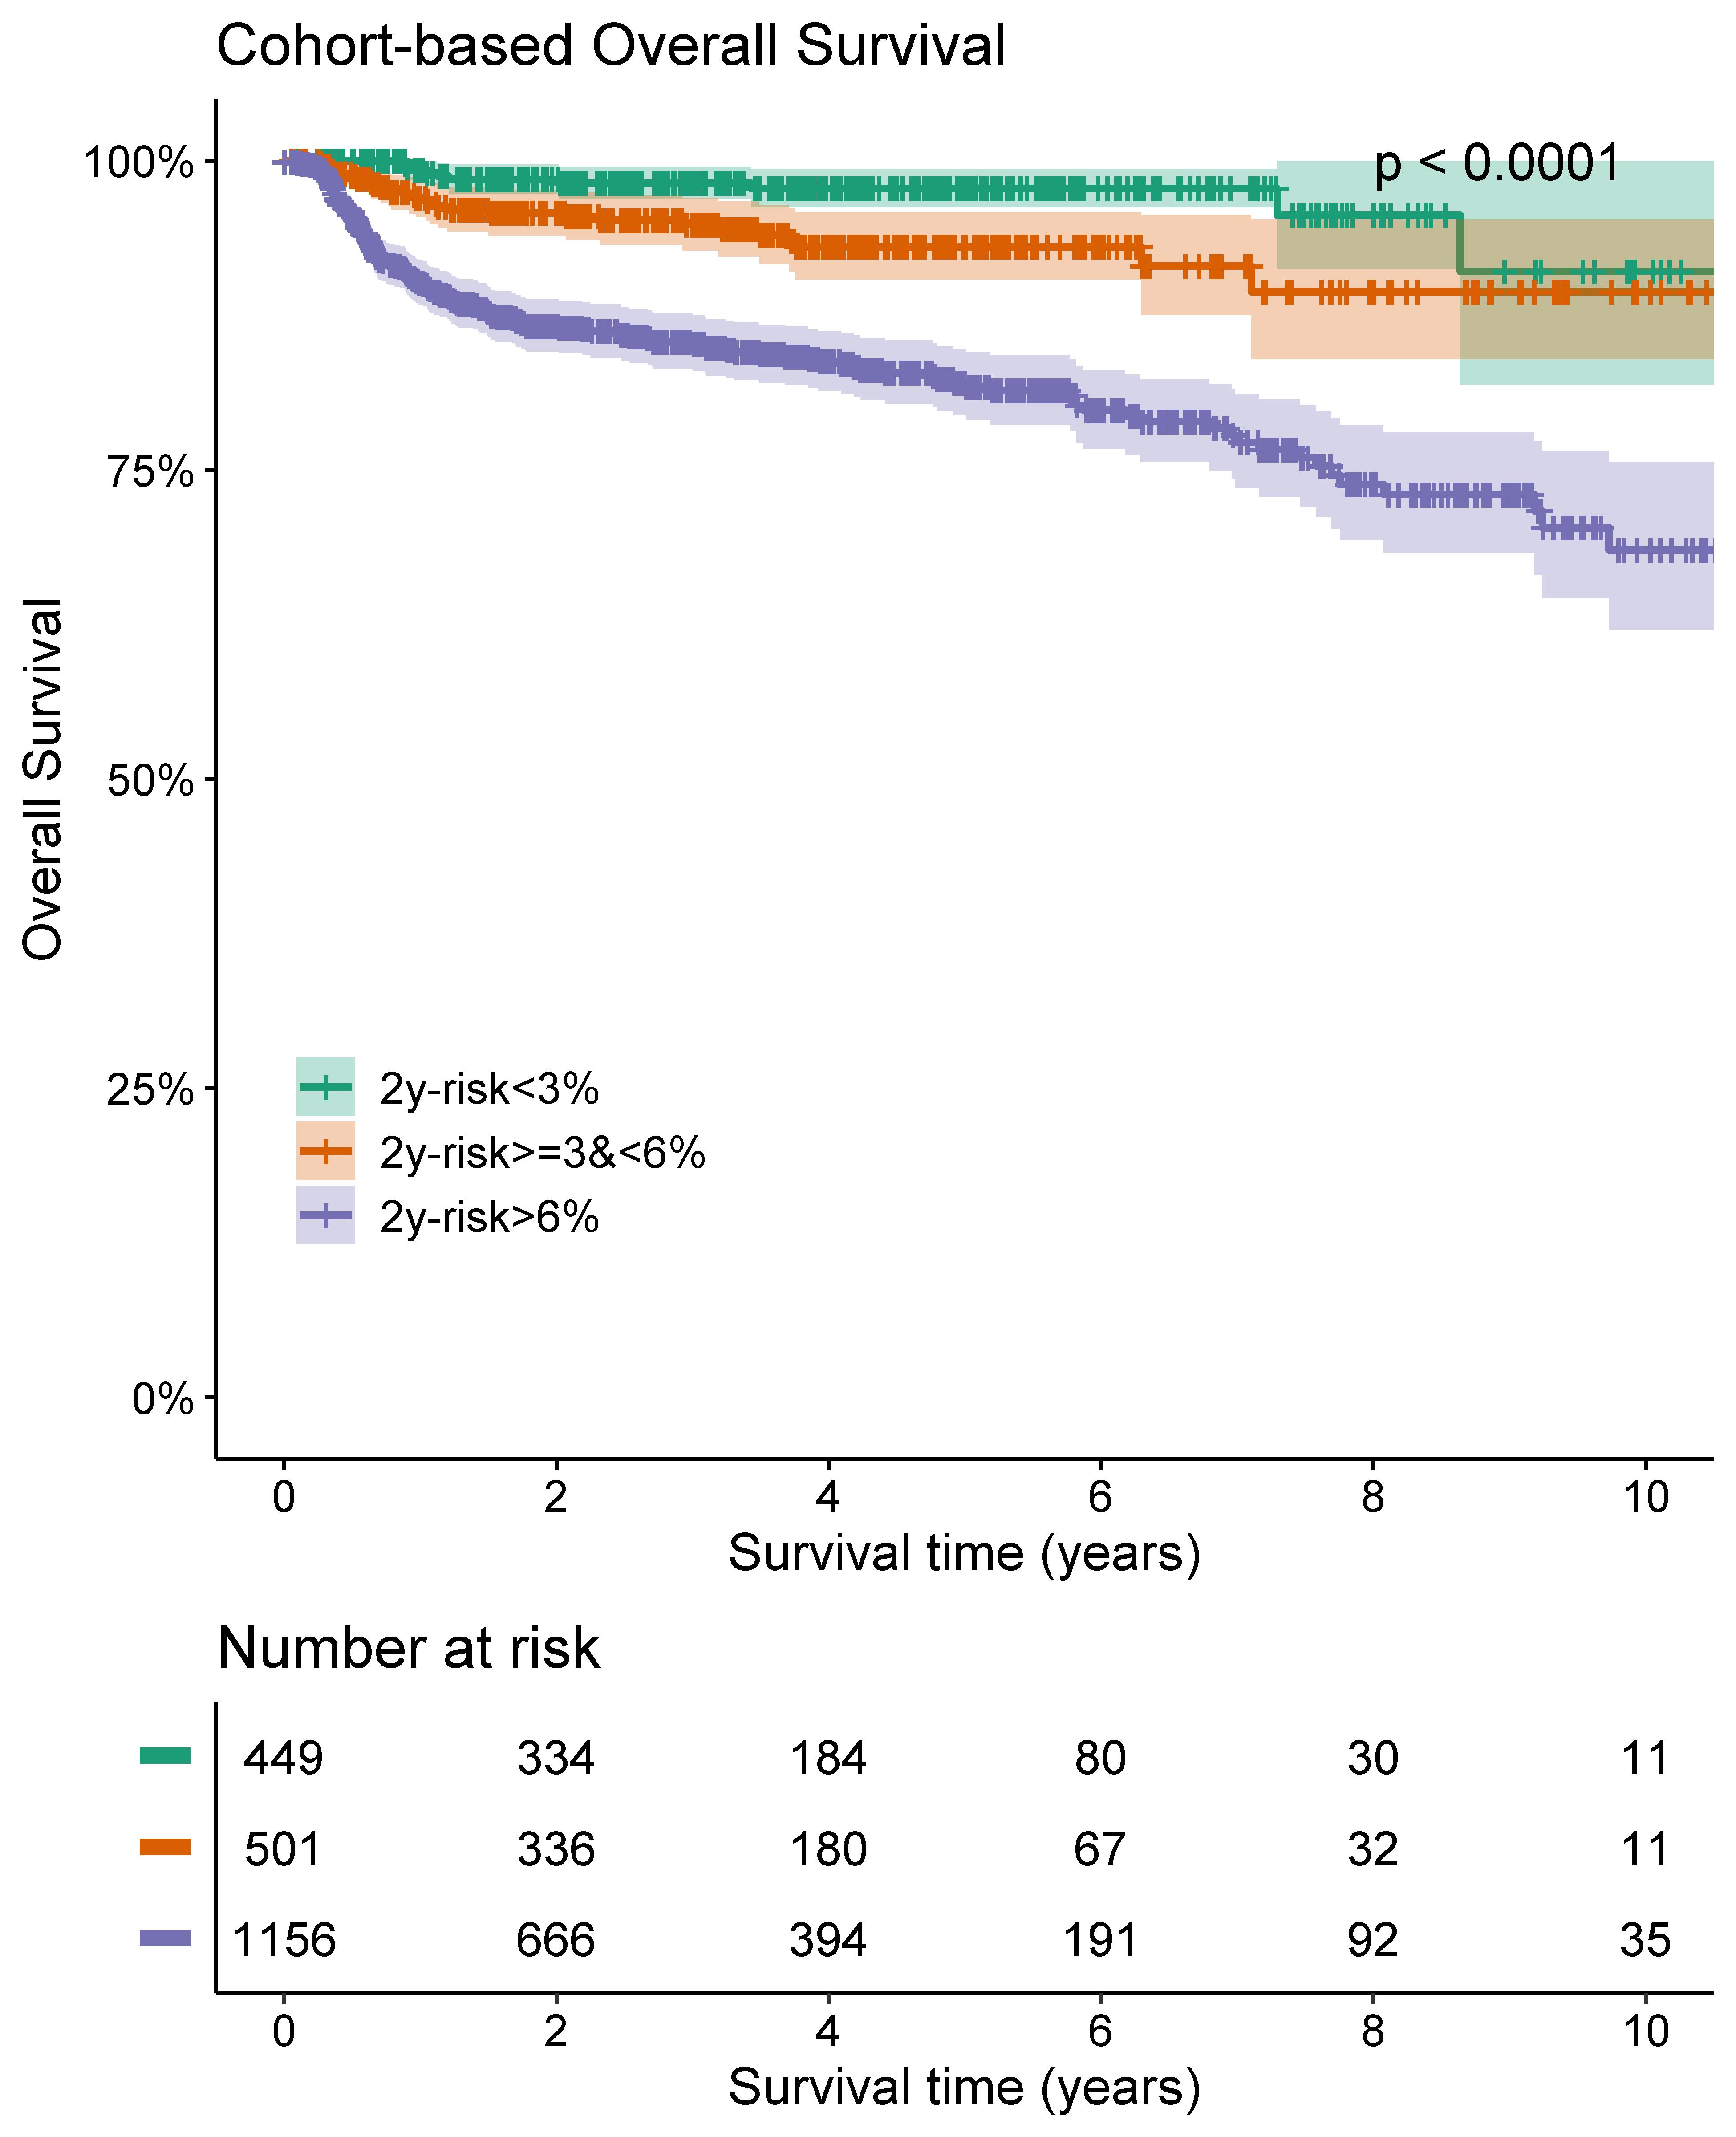 Cohort-based Overall Survival
100%
75%
50%
25%
0%
Overall Survival
p < 0.0001
2y-risk<3%
2y-risk>=3&<6%
2y-risk>6%
0 2 4 6 8 10
Survival time (years)
Number at risk
449 334 184 80 30 11
501 336 180 67 32 11
1156 666 394 191 92 35
0 2 4 6 8 10
Survival time (years)